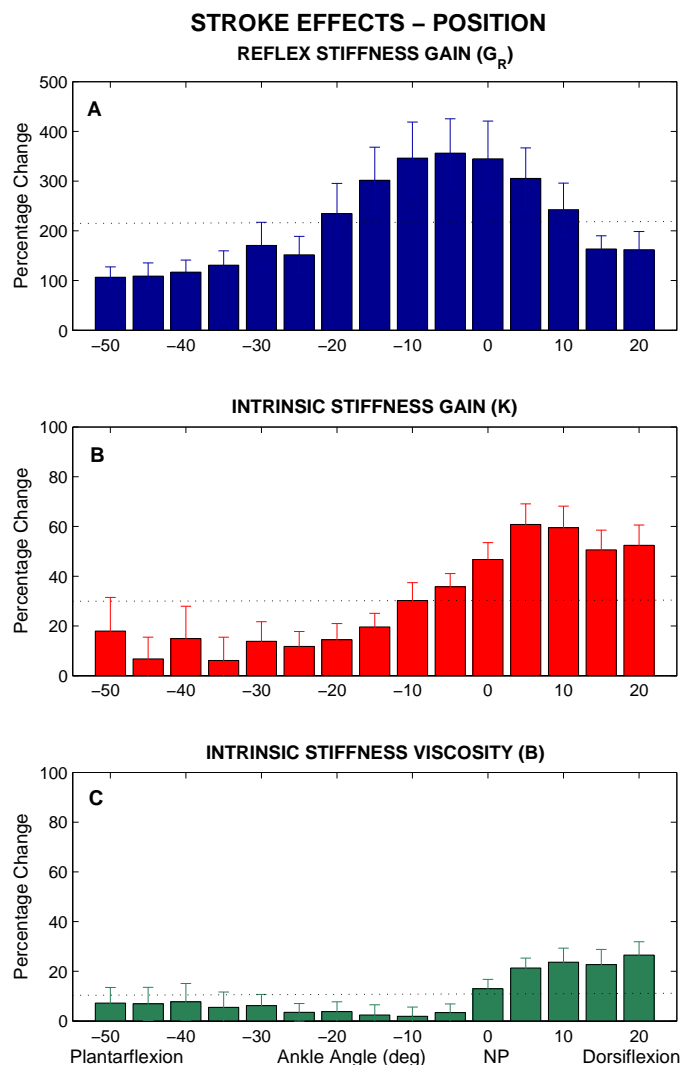 STROKE EFFECTS – POSITION
REFLEX STIFFNESS GAIN (G_R)
A
Percentage Change
500
400
300
200
100
0
−50 −40 −30 −20 −10 0 10 20
INTRINSIC STIFFNESS GAIN (K)
B
Percentage Change
100
80
60
40
20
0
−50 −40 −30 −20 −10 0 10 20
INTRINSIC STIFFNESS VISCOSITY (B)
C
Percentage Change
100
80
60
40
20
0
−50 −40 −30 −20 −10 0 10 20
Plantarflexion Ankle Angle (deg) NP Dorsiflexion